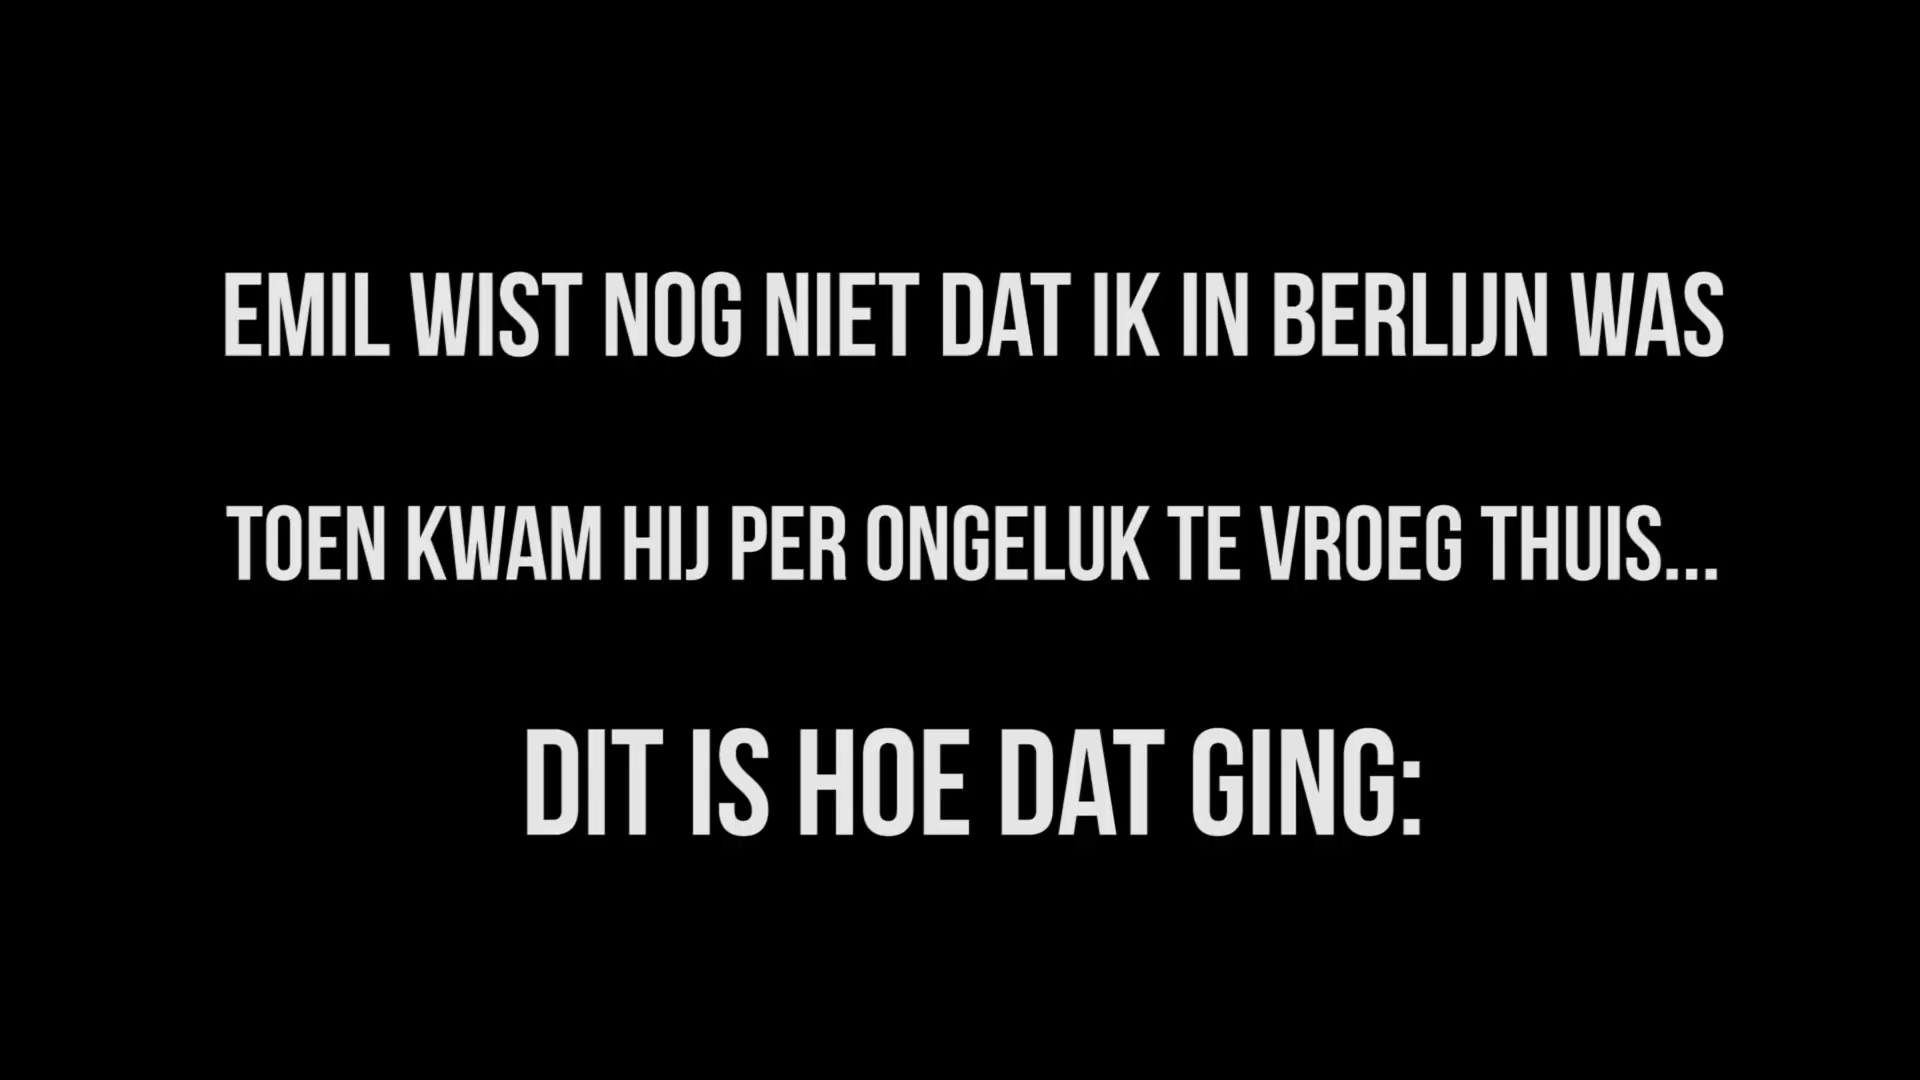 EMIL WIST NOG NIET DAT IK IN BERLIJN WAS
TOEN KWAM HIJ PER ONGELUK TE VROEG THUIS...
DIT IS HOE DAT GING: